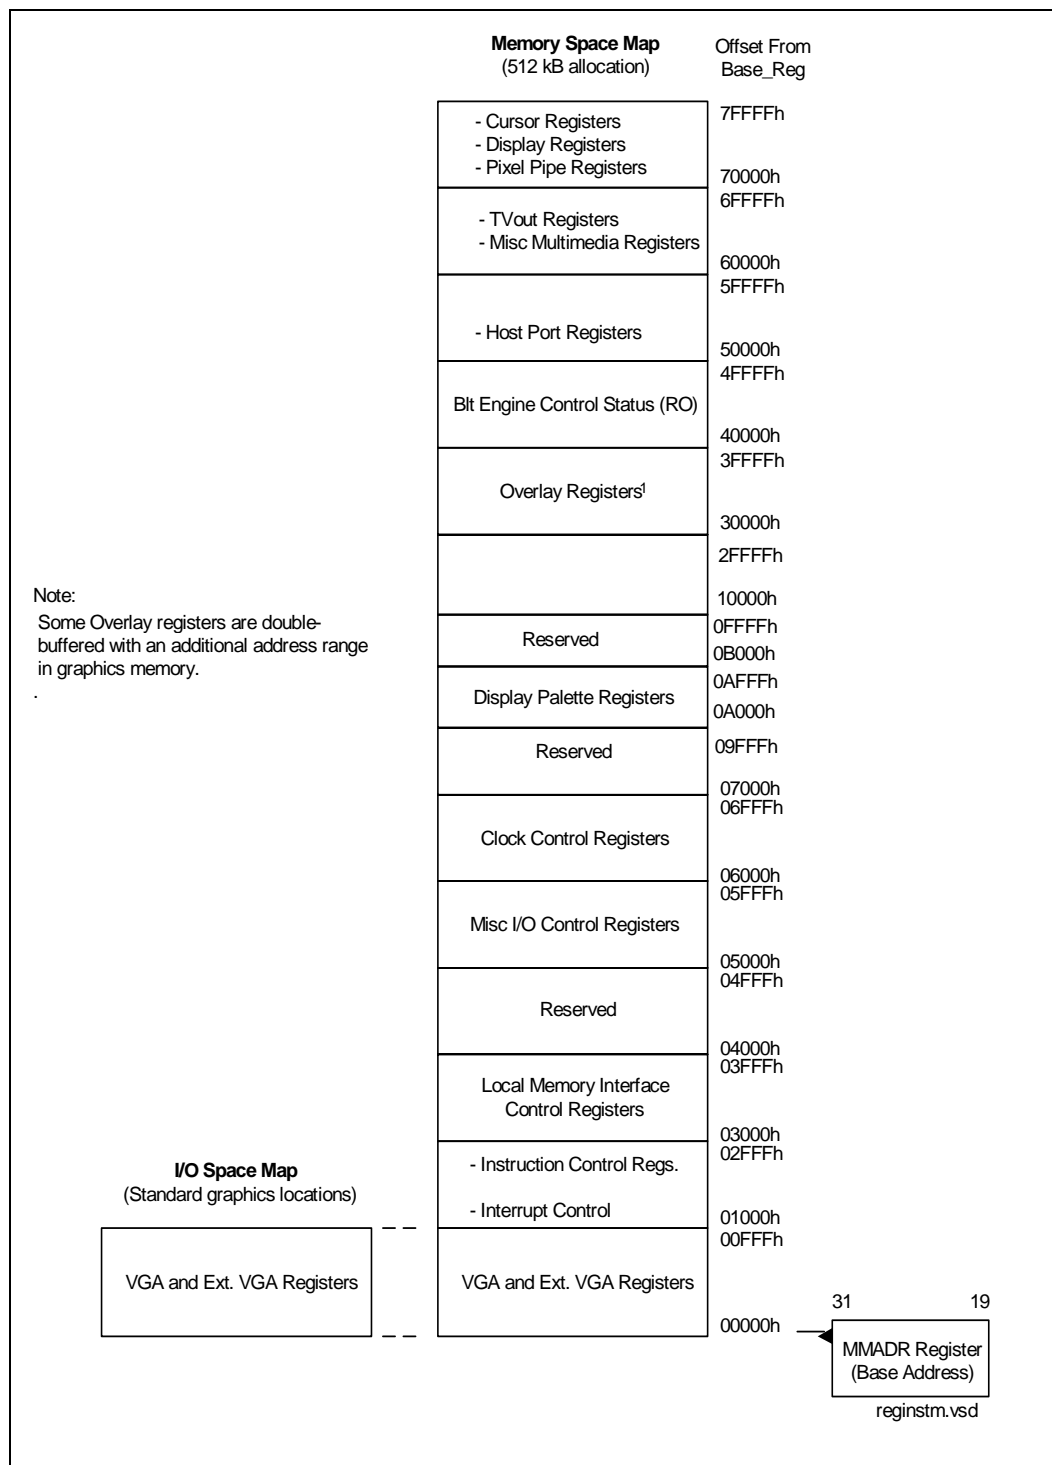 Memory Space Map
(512 kB allocation)
Offset From
Base_Reg
- Cursor Registers
- Display Registers
- Pixel Pipe Registers
7FFFFh
70000h
- TVout Registers
- Misc Multimedia Registers
6FFFFh
60000h
- Host Port Registers
5FFFFh
50000h
Blt Engine Control Status (RO)
4FFFFh
40000h
Overlay Registers¹
3FFFFh
30000h
2FFFFh
10000h
Note:
Some Overlay registers are double-
buffered with an additional address range
in graphics memory.
.
Reserved
0FFFFh
0B000h
Display Palette Registers
0AFFFh
0A000h
Reserved
09FFFh
07000h
Clock Control Registers
06FFFh
06000h
Misc I/O Control Registers
05FFFh
05000h
Reserved
04FFFh
04000h
Local Memory Interface
Control Registers
03FFFh
03000h
- Instruction Control Regs.
- Interrupt Control
02FFFh
01000h
I/O Space Map
(Standard graphics locations)
VGA and Ext. VGA Registers
VGA and Ext. VGA Registers
00FFFh
00000h
31 19
MMADR Register
(Base Address)
reginstm.vsd